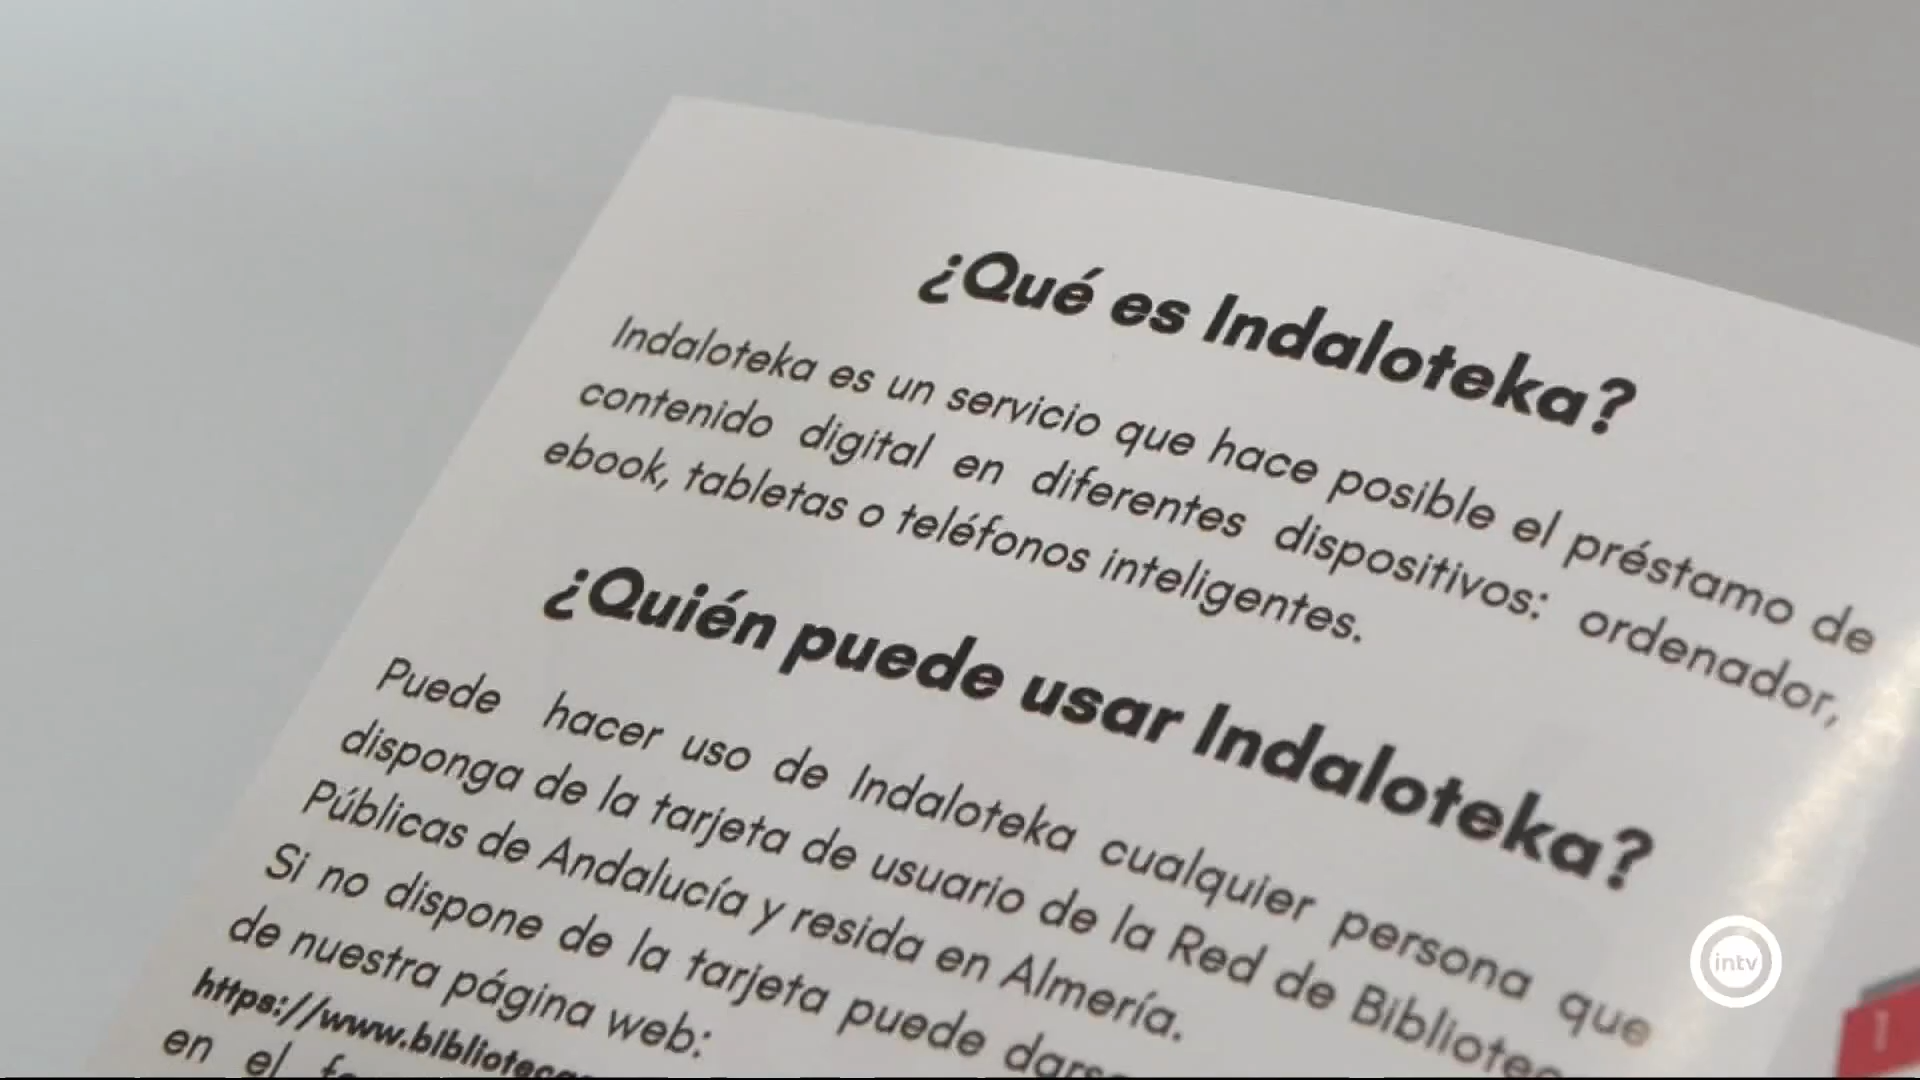 ¿Qué es Indaloteka?
Indaloteka es un servicio que hace posible el préstamo de
contenido digital en diferentes dispositivos: ordenador,
ebook, tabletas o teléfonos inteligentes.
¿Quién puede usar Indaloteka?
Puede hacer uso de Indaloteka cualquier persona que
disponga de la tarjeta de usuario de la Red de
Públicas de Andalucía y resida en Almería.
Si no dispone de la tarjeta puede
de nuestra página web:
en el
intv